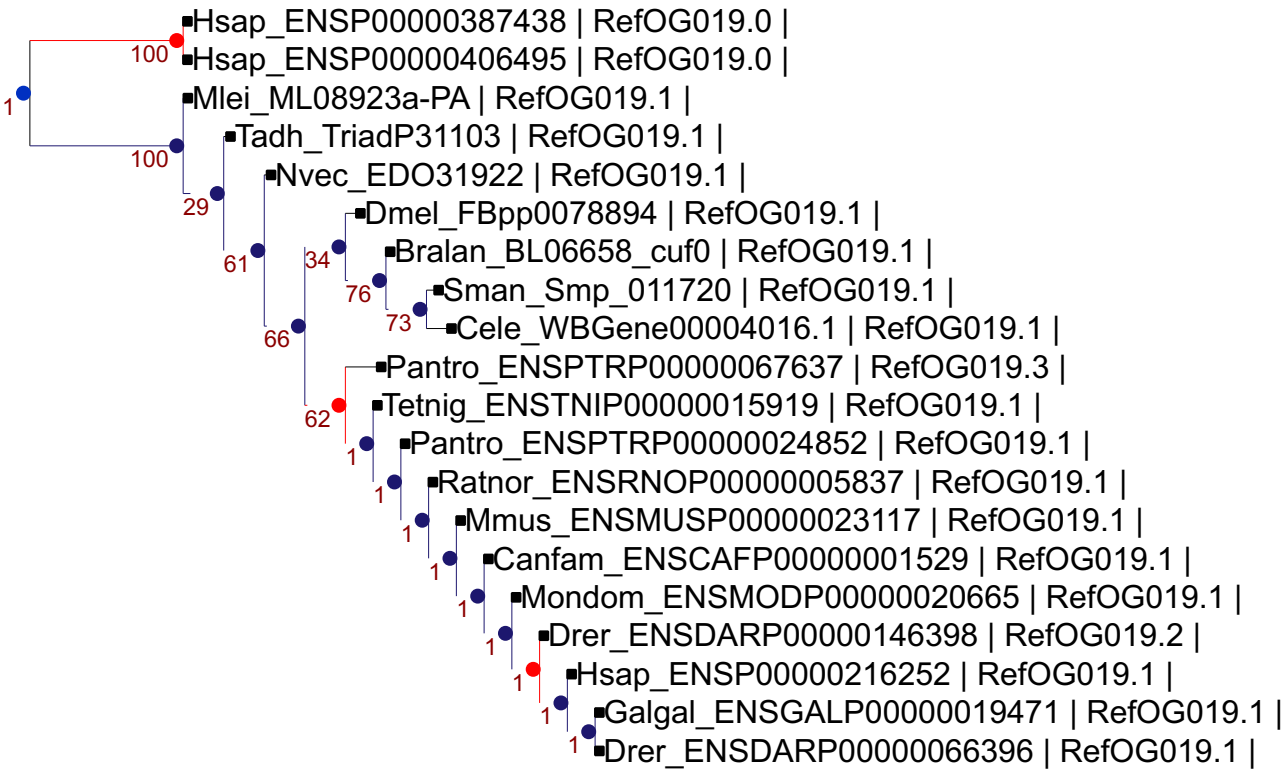 Hsap_ENSP00000387438 | RefOG019.0 |
100
Hsap_ENSP00000406495 | RefOG019.0 |
1
Mlei_ML08923a-PA | RefOG019.1 |
Tadh_TriadP31103 | RefOG019.1 |
100
Nvec_EDO31922 | RefOG019.1 |
29
Dmel_FBpp0078894 | RefOG019.1 |
Bralan_BL06658_cuf0 | RefOG019.1 |
61
34
Sman_Smp_011720 | RefOG019.1 |
76
Cele_WBGene00004016.1 | RefOG019.1 |
73
66
Pantro_ENSPTRP00000067637 | RefOG019.3 |
Tetnig_ENSTNIP00000015919 | RefOG019.1 |
62
Pantro_ENSPTRP00000024852 | RefOG019.1 |
1
Ratnor_ENSRNOP00000005837 | RefOG019.1 |
1
Mmus_ENSMUSP00000023117 | RefOG019.1 |
1
Canfam_ENSCAFP00000001529 | RefOG019.1 |
1
Mondom_ENSMODP00000020665 | RefOG019.1 |
1
Drer_ENSDARP00000146398 | RefOG019.2 |
1
Hsap_ENSP00000216252 | RefOG019.1 |
1
Galgal_ENSGALP00000019471 | RefOG019.1 |
1
Drer_ENSDARP00000066396 | RefOG019.1 |
1